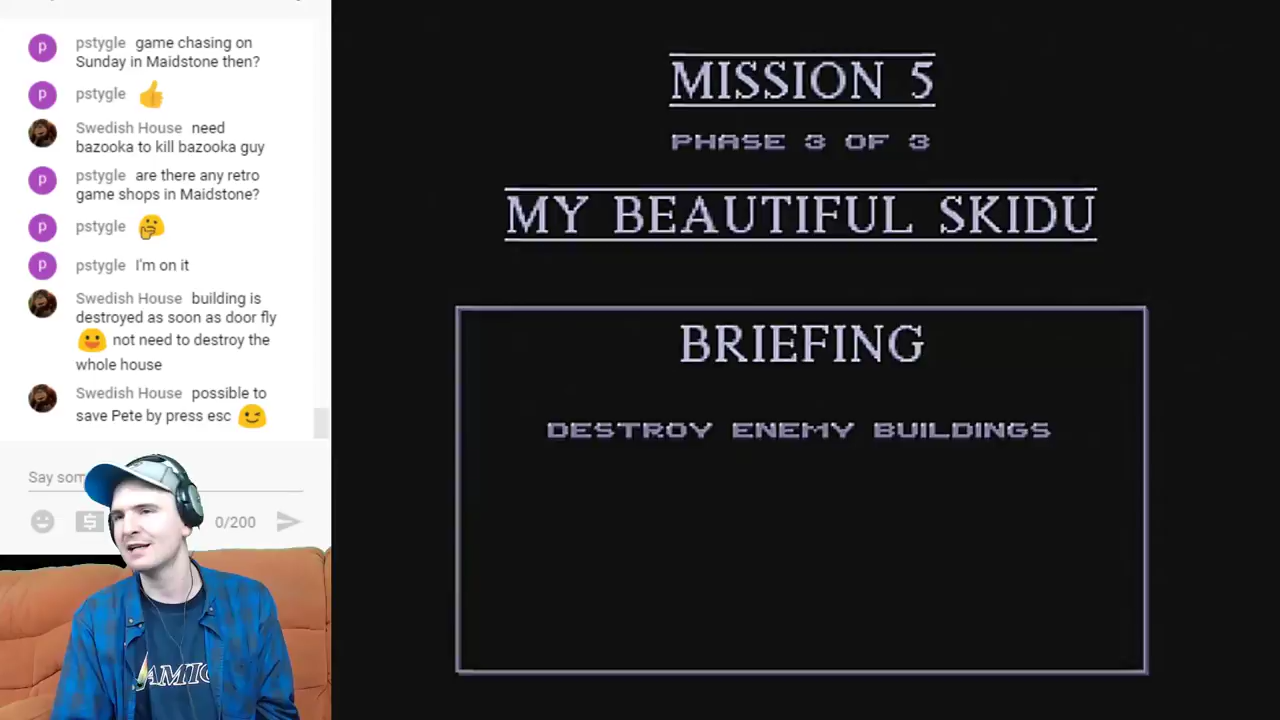 pstygle game chasing on
Sunday in Maidstone then?
pstygle
Swedish House need
bazooka to kill bazooka guy
pstygle are there any retro
game shops in Maidstone?
pstygle
pstygle I'm on it
Swedish House building is
destroyed as soon as door fly
not need to destroy the
whole house
Swedish House possible to
save Pete by press esc
Say som
0/200
MISSION 5
PHASE 3 OF 3
MY BEAUTIFUL SKIDU
BRIEFING
DESTROY ENEMY BUILDINGS